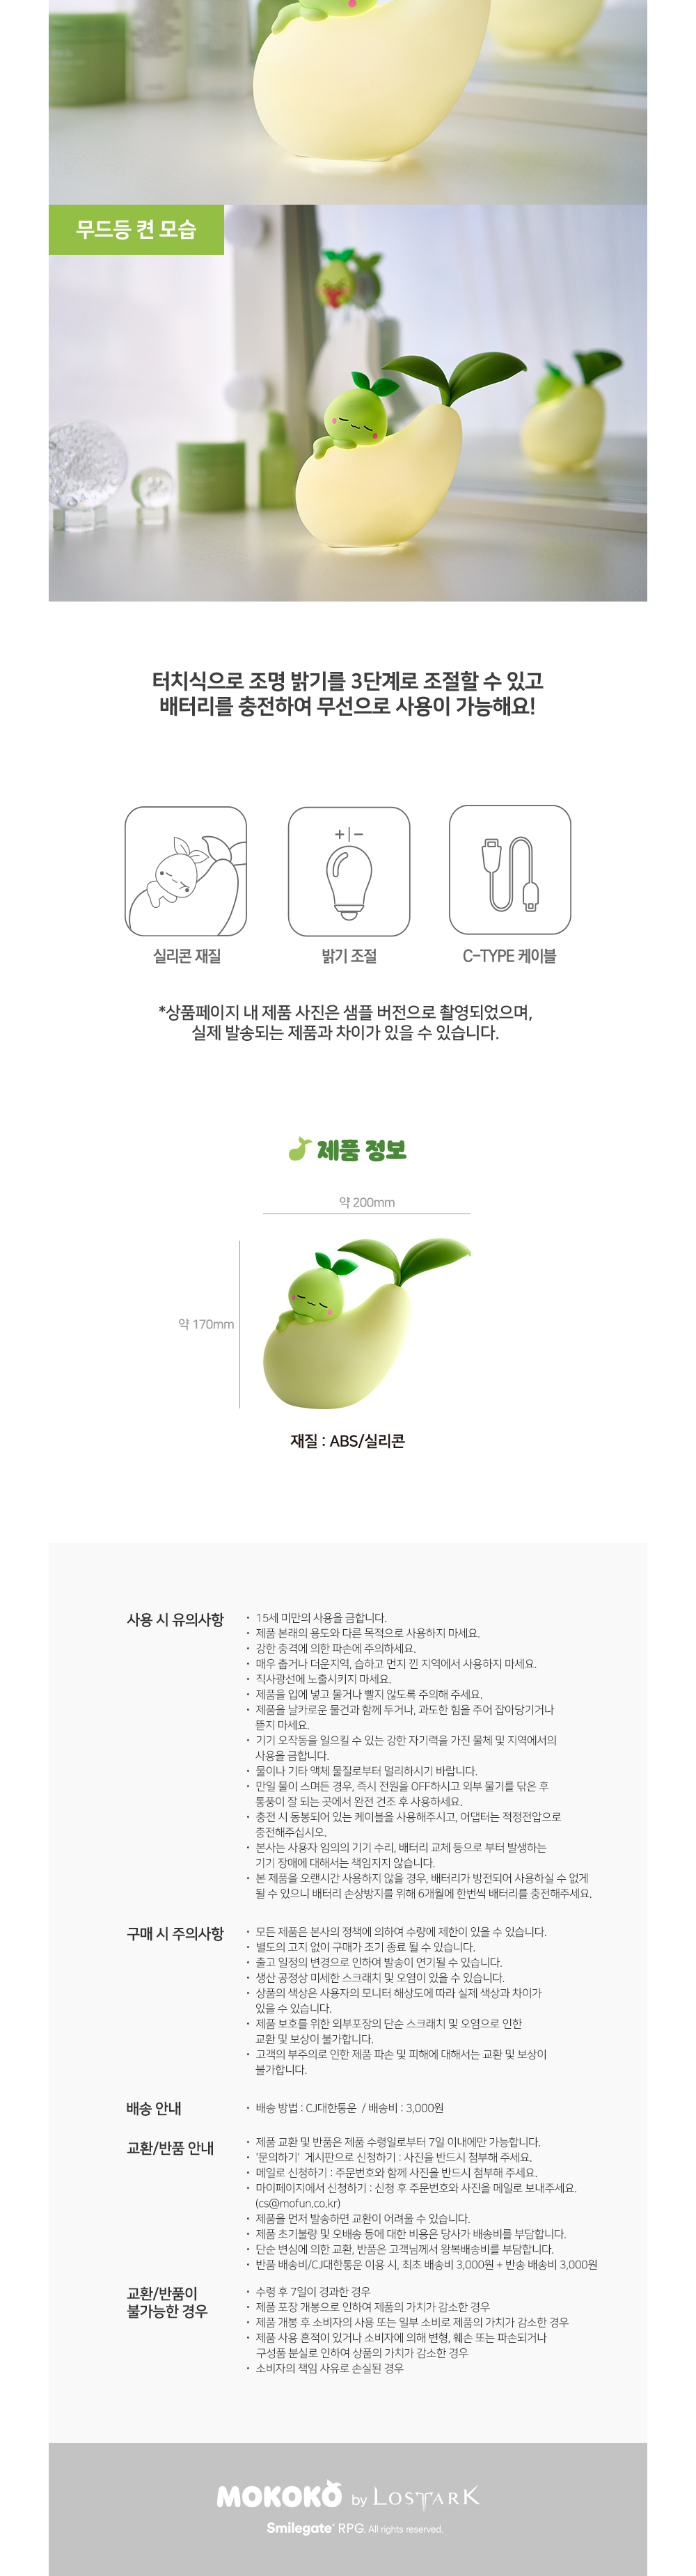 무드등 켠 모습
터치식으로 조명 밝기를 3단계로 조절할 수 있고
배터리를 충전하여 무선으로 사용이 가능해요!
실리콘 재질
밝기 조절
C-TYPE 케이블
*상품페이지 내 제품 사진은 샘플 버전으로 촬영되었으며,
실제 발송되는 제품과 차이가 있을 수 있습니다.
제품 정보
약 200mm
약 170mm
재질 : ABS/실리콘
사용 시 유의사항
· 15세 미만의 사용을 금합니다.
· 제품 본래의 용도와 다른 목적으로 사용하지 마세요.
· 강한 충격에 의한 파손에 주의하세요.
· 매우 춥거나 더운지역, 습하고 먼지 낀 지역에서 사용하지 마세요.
· 직사광선에 노출시키지 마세요.
· 제품을 입에 넣고 물거나 빨지 않도록 주의해 주세요.
· 제품을 날카로운 물건과 함께 두거나, 과도한 힘을 주어 잡아당기거나
뜯지 마세요.
· 기기 오작동을 일으킬 수 있는 강한 자기력을 가진 물체 및 지역에서의
사용을 금합니다.
· 물이나 기타 액체 물질로부터 멀리하시기 바랍니다.
· 만일 물이 스며든 경우, 즉시 전원을 OFF하시고 외부 물기를 닦은 후
통풍이 잘 되는 곳에서 완전 건조 후 사용하세요.
· 충전 시 동봉되어 있는 케이블을 사용해주시고, 어댑터는 적정전압으로
충전해주십시오.
· 본사는 사용자 임의의 기기 수리, 배터리 교체 등으로 부터 발생하는
기기 장애에 대해서는 책임지지 않습니다.
· 본 제품을 오랜시간 사용하지 않을 경우, 배터리가 방전되어 사용하실 수 없게
될 수 있으니 배터리 손상방지를 위해 6개월에 한번씩 배터리를 충전해주세요.
구매 시 주의사항
· 모든 제품은 본사의 정책에 의하여 수량에 제한이 있을 수 있습니다.
· 별도의 고지 없이 구매가 조기 종료 될 수 있습니다.
· 출고 일정의 변경으로 인하여 발송이 연기될 수 있습니다.
· 생산 공정상 미세한 스크래치 및 오염이 있을 수 있습니다.
· 상품의 색상은 사용자의 모니터 해상도에 따라 실제 색상과 차이가
있을 수 있습니다.
· 제품 보호를 위한 외부포장의 단순 스크래치 및 오염으로 인한
교환 및 보상이 불가합니다.
· 고객의 부주의로 인한 제품 파손 및 피해에 대해서는 교환 및 보상이
불가합니다.
배송 안내
· 배송 방법 : CJ대한통운 / 배송비 : 3,000원
교환/반품 안내
· 제품 교환 및 반품은 제품 수령일로부터 7일 이내에만 가능합니다.
· '문의하기' 게시판으로 신청하기 : 사진을 반드시 첨부해 주세요.
· 메일로 신청하기 : 주문번호와 함께 사진을 반드시 첨부해 주세요.
· 마이페이지에서 신청하기 : 신청 후 주문번호와 사진을 메일로 보내주세요.
(cs@mofun.co.kr)
· 제품을 먼저 발송하면 교환이 어려울 수 있습니다.
· 제품 초기불량 및 오배송 등에 대한 비용은 당사가 배송비를 부담합니다.
· 단순 변심에 의한 교환, 반품은 고객님께서 왕복배송비를 부담합니다.
· 반품 배송비/CJ대한통운 이용 시, 최초 배송비 3,000원 + 반송 배송비 3,000원
교환/반품이
불가능한 경우
· 수령 후 7일이 경과한 경우
· 제품 포장 개봉으로 인하여 제품의 가치가 감소한 경우
· 제품 개봉 후 소비자의 사용 또는 일부 소비로 제품의 가치가 감소한 경우
· 제품 사용 흔적이 있거나 소비자에 의해 변형, 훼손 또는 파손되거나
구성품 분실로 인하여 상품의 가치가 감소한 경우
· 소비자의 책임 사유로 손실된 경우
MOKOKO by LOSTARK
Smilegate RPG. All rights reserved.